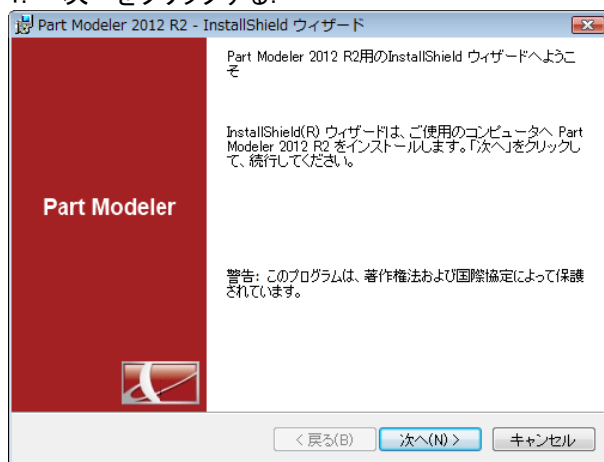 をクリックする.
Part Modeler 2012 R2 - InstallShield ウィザード
Part Modeler 2012 R2用のInstallShield ウィザードへようこ
そ
InstallShield(R) ウィザードは、ご使用のコンピュータへ Part
Modeler 2012 R2 をインストールします。「次へ」をクリックし
て、続行してください。
Part Modeler
警告: このプログラムは、著作権法および国際協定によって保護
されています。
< 戻る(B) 次へ(N) > キャンセル